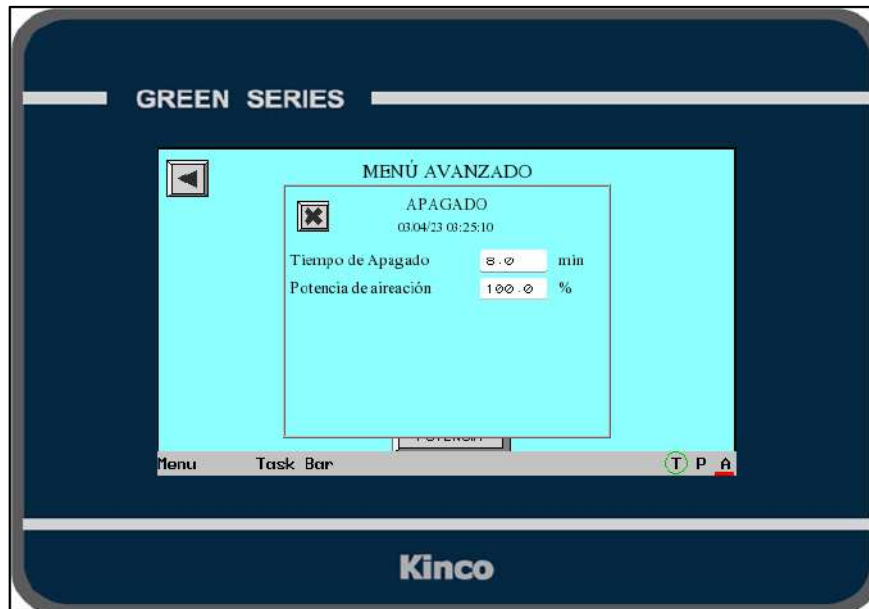 GREEN SERIES
MENÚ AVANZADO
APAGADO
03/04/23 03:25:10
Tiempo de Apagado 8.0 min
Potencia de aireación 100.0 %
POTENCIA
Menu Task Bar T P A
Kinco